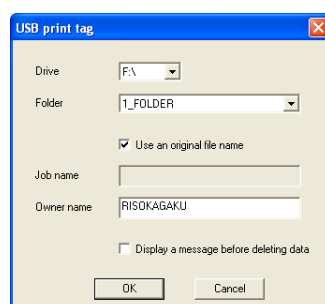 USB print tag
Drive F:\
Folder 1_FOLDER
Use an original file name
Job name
Owner name RISOKAGAKU
Display a message before deleting data
OK Cancel